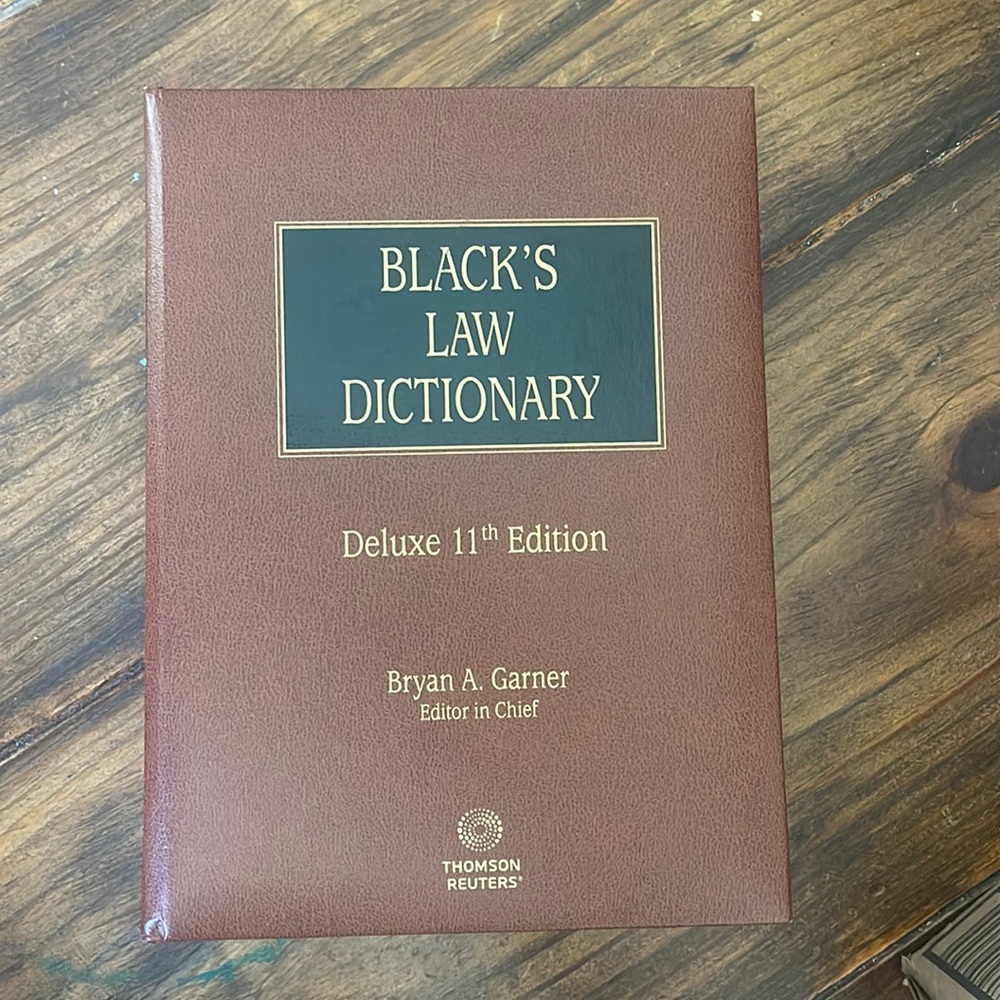 BLACK'S
LAW
DICTIONARY
Deluxe 11th Edition
Bryan A. Garner
Editor in Chief
THOMSON
REUTERS®